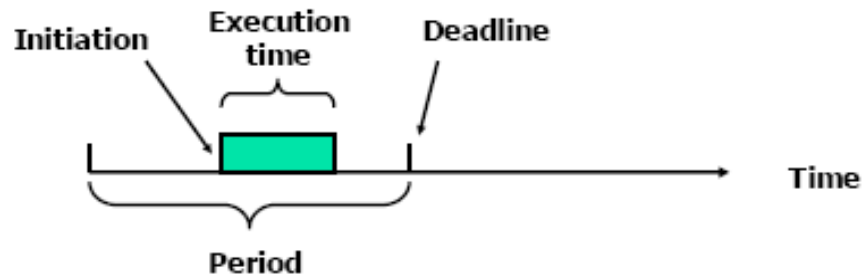 Initiation
Execution
time
Deadline
Time
Period